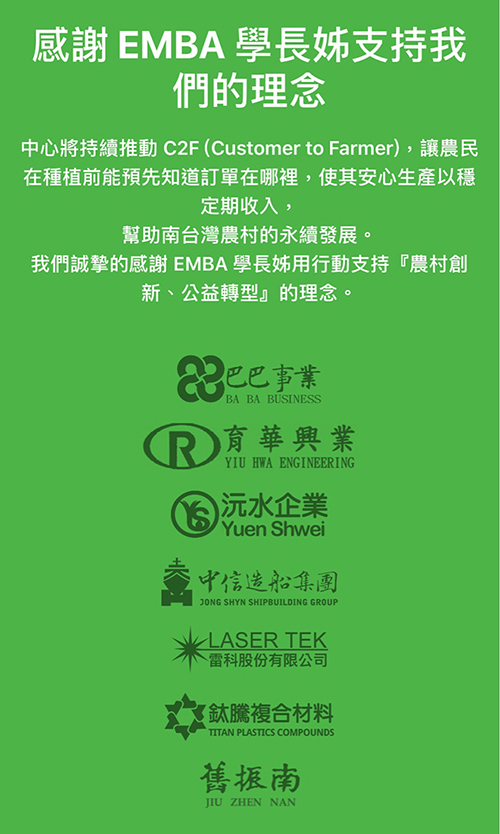 感謝 EMBA 學長姊支持我
們的理念
中心將持續推動 C2F（Customer to Farmer），讓農民
在種植前能預先知道訂單在哪裡，使其安心生產以穩
定期收入，
幫助南台灣農村的永續發展。
我們誠摯的感謝 EMBA 學長姊用行動支持『農村創
新、公益轉型』的理念。
巴巴事業
BA BA BUSINESS
R 育華興業
YIU HWA ENGINEERING
沅水企業
Yuen Shwei
中信造船集團
JONG SHYN SHIPBUILDING GROUP
LASER TEK
雷科股份有限公司
鈦騰複合材料
TITAN PLASTICS COMPOUNDS
舊振南
JIU ZHEN NAN